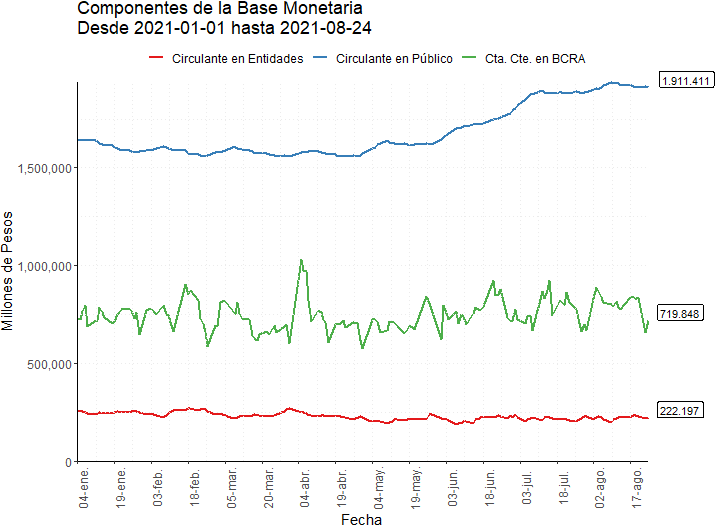 Componentes de la Base Monetaria
Desde 2021-01-01 hasta 2021-08-24
Circulante en Entidades Circulante en Público Cta. Cte. en BCRA
1.911.411
1,500,000
1,000,000
719.848
500,000
222.197
0
Millones de Pesos
04-ene. 19-ene. 03-feb. 18-feb. 05-mar. 20-mar. 04-abr. 19-abr. 04-may. 19-may. 03-jun. 18-jun. 03-jul. 18-jul. 02-ago. 17-ago.
Fecha